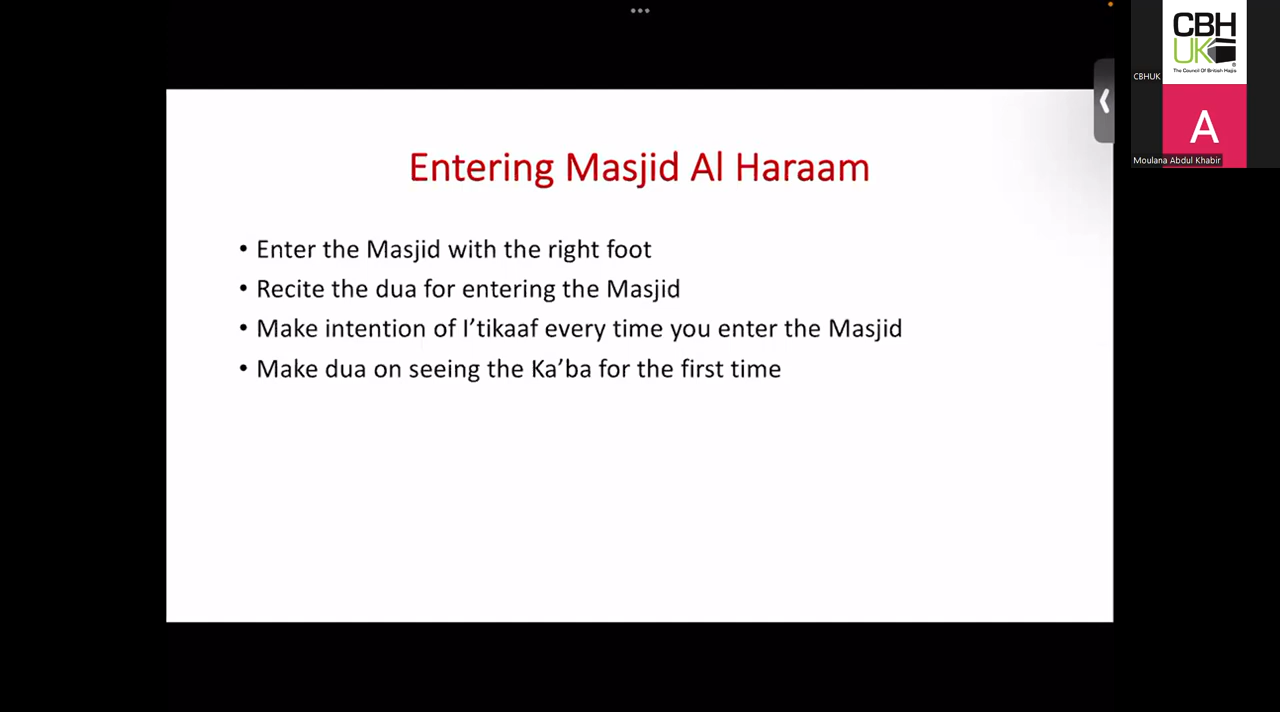 CBH
UK
The Council Of British Hajjis
CBHUK
A
Moulana Abdul Khabir
Entering Masjid Al Haraam
• Enter the Masjid with the right foot
• Recite the dua for entering the Masjid
• Make intention of I’tikaaf every time you enter the Masjid
• Make dua on seeing the Ka’ba for the first time